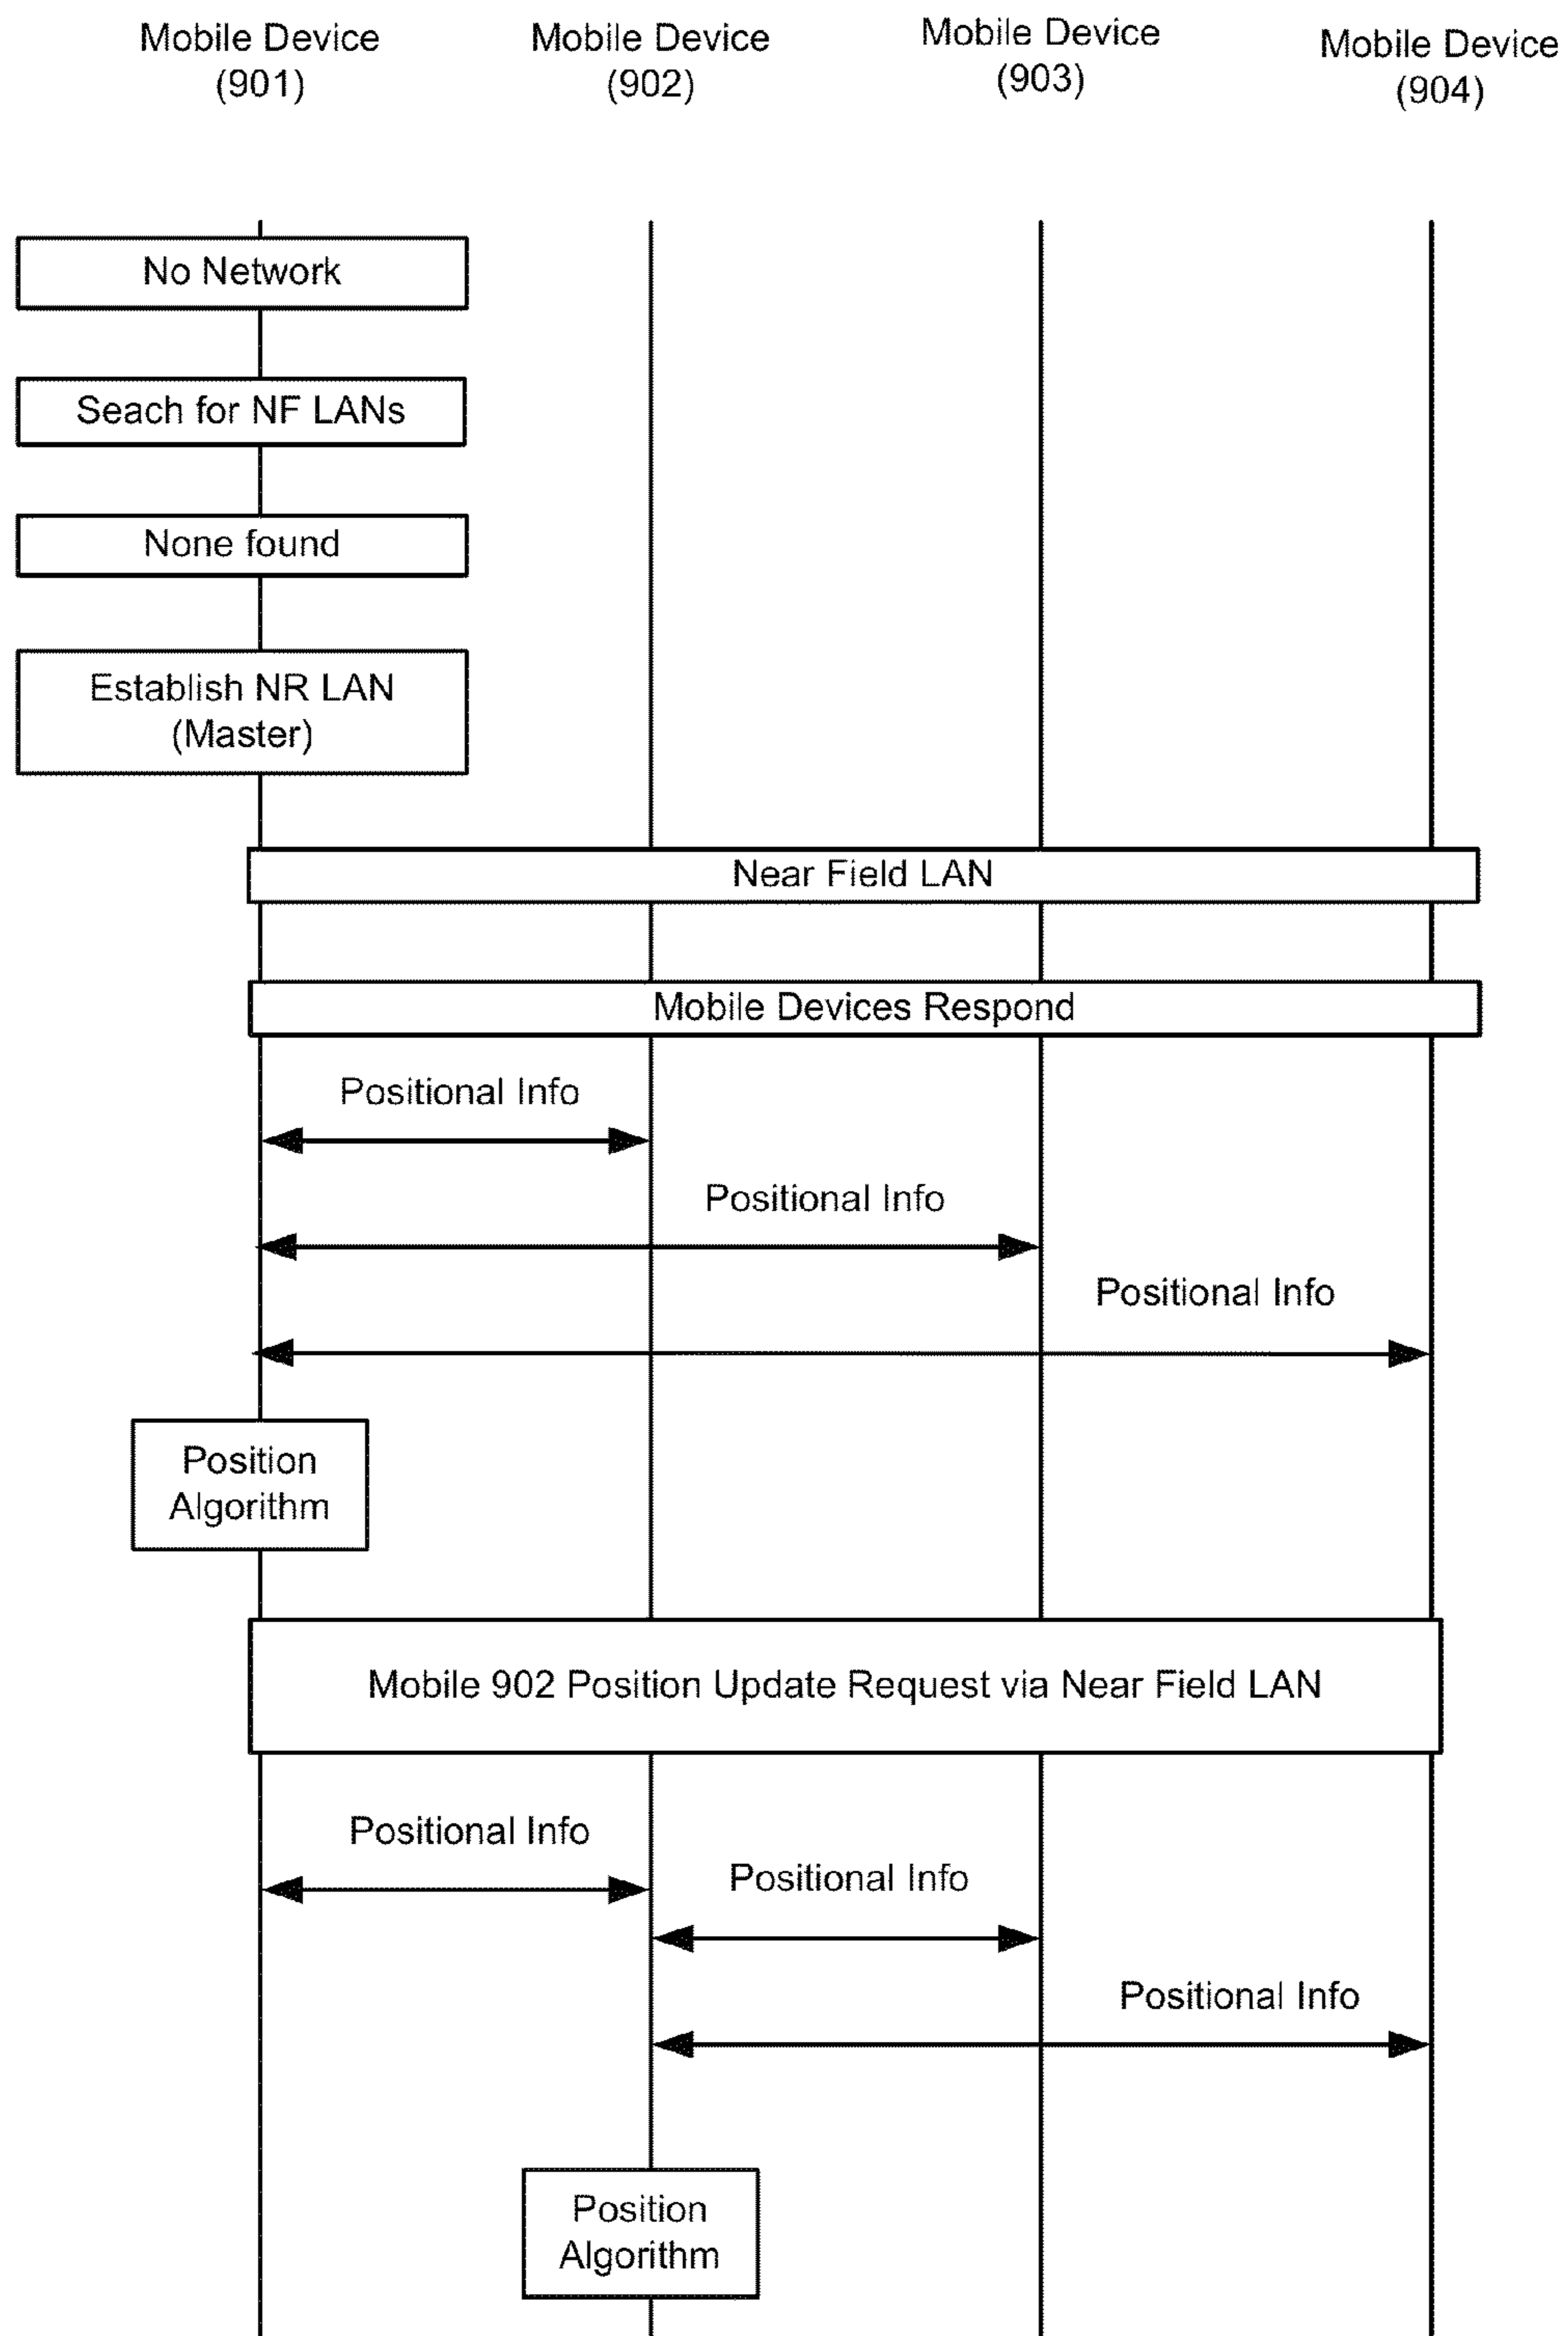 Mobile Device
(901)
Mobile Device
(902)
Mobile Device
(903)
Mobile Device
(904)
No Network
Seach for NF LANs
None found
Establish NR LAN
(Master)
Near Field LAN
Mobile Devices Respond
Positional Info
Positional Info
Positional Info
Position
Algorithm
Mobile 902 Position Update Request via Near Field LAN
Positional Info
Positional Info
Positional Info
Position
Algorithm